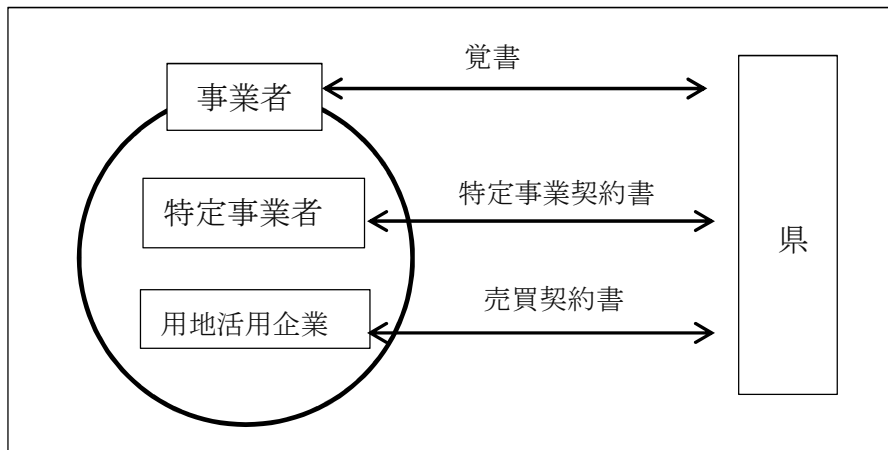 覚書
事業者
特定事業契約書
特定事業者
県
売買契約書
用地活用企業